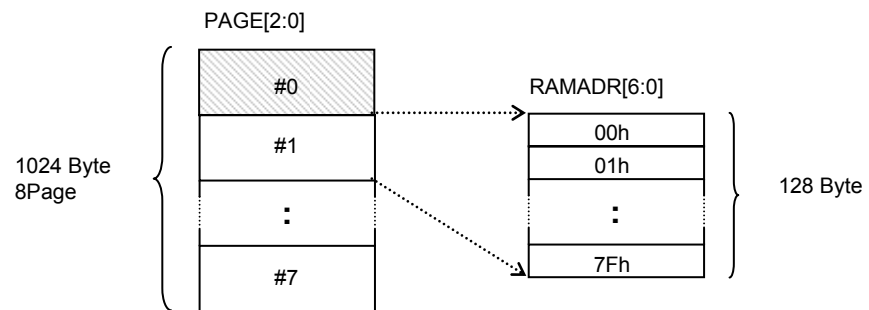 PAGE[2:0]
#0
#1
:
#7
1024 Byte
8Page
RAMADR[6:0]
00h
01h
:
7Fh
128 Byte